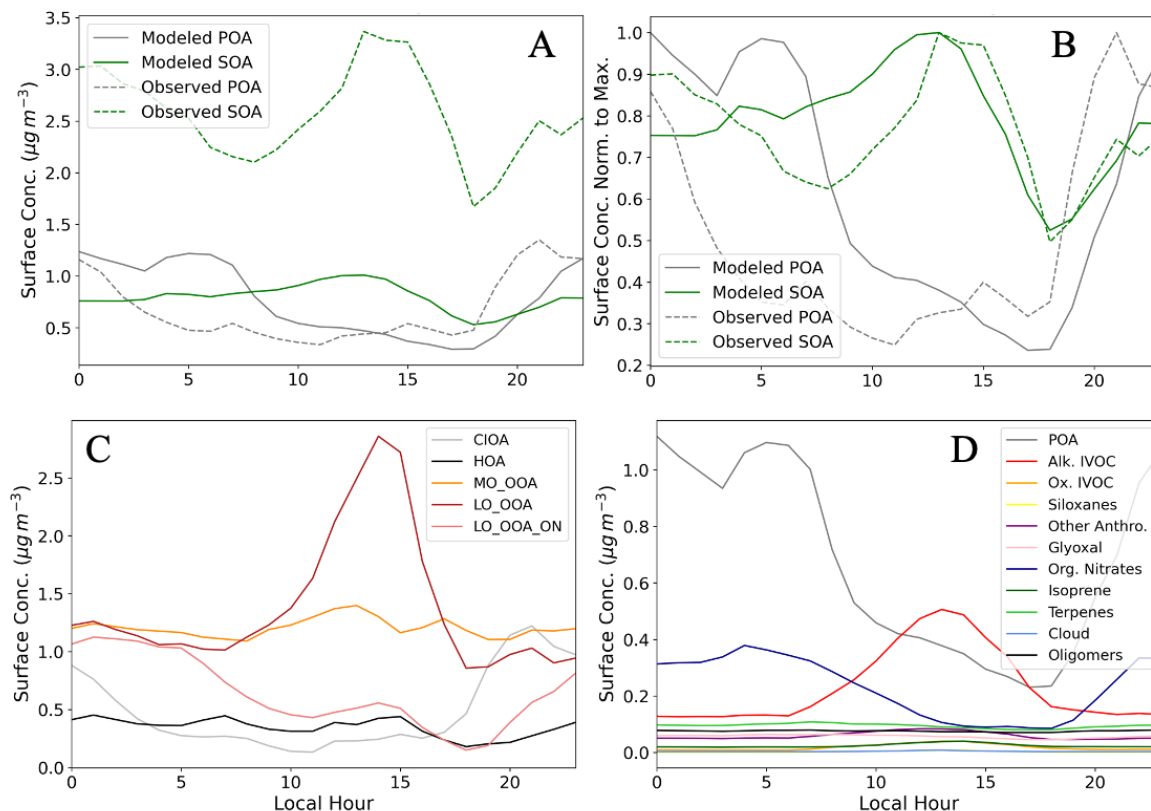 A
Modeled POA
Modeled SOA
Observed POA
Observed SOA
Surface Conc. (μg m⁻³)
3.5
3.0
2.5
2.0
1.5
1.0
0.5
0
5
10
15
20
B
Modeled POA
Modeled SOA
Observed POA
Observed SOA
Surface Conc. Norm. to Max.
1.0
0.9
0.8
0.7
0.6
0.5
0.4
0.3
0.2
0
5
10
15
20
C
CIOA
HOA
MO_OOA
LO_OOA
LO_OOA_ON
Surface Conc. (μg m⁻³)
2.5
2.0
1.5
1.0
0.5
0.0
0
5
10
15
20
Local Hour
D
POA
Alk. IVOC
Ox. IVOC
Siloxanes
Other Anthro.
Glyoxal
Org. Nitrates
Isoprene
Terpenes
Cloud
Oligomers
Surface Conc. (μg m⁻³)
1.0
0.8
0.6
0.4
0.2
0.0
0
5
10
15
20
Local Hour